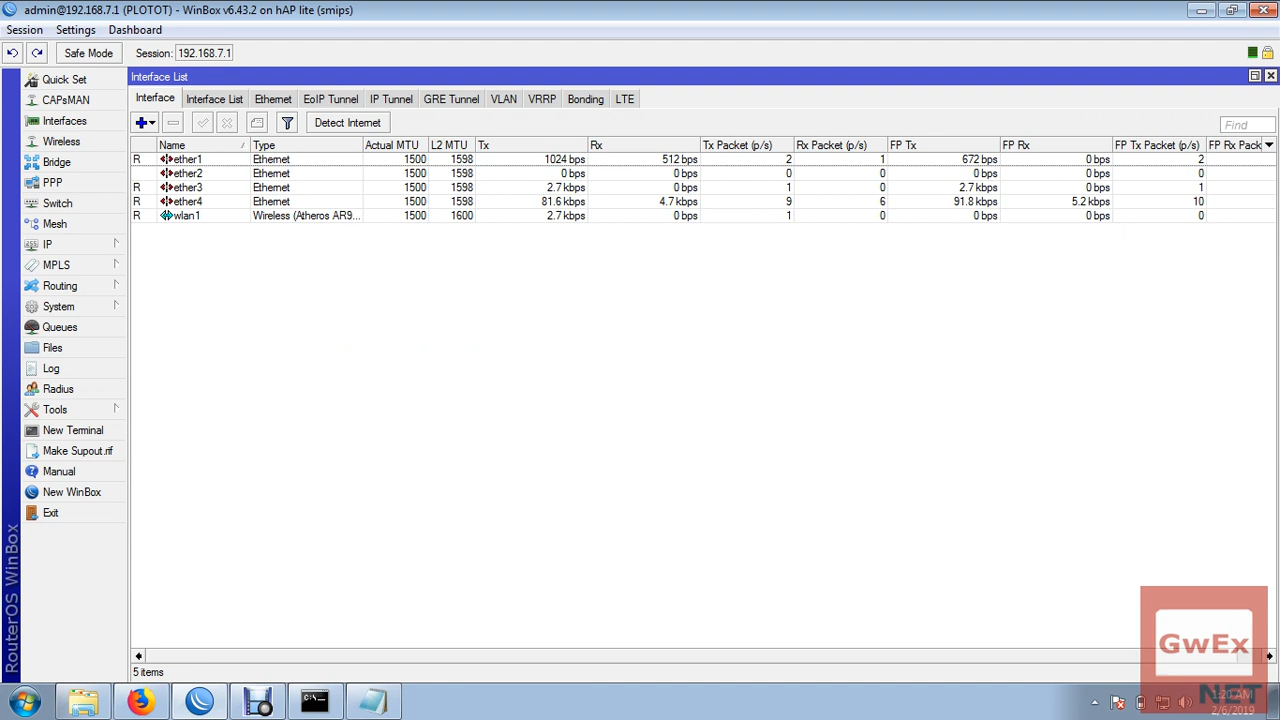 admin@192.168.7.1 (PLOTOT) - WinBox v6.43.2 on hAP lite (smips)
Session Settings Dashboard
Safe Mode Session: 192.168.7.1
Quick Set
CAPsMAN
Interfaces
Wireless
Bridge
PPP
Switch
Mesh
IP
MPLS
Routing
System
Queues
Files
Log
Radius
Tools
New Terminal
Make Supout.rif
Manual
New WinBox
Exit
RouterOS WinBox
Interface List
Interface Interface List Ethernet EoIP Tunnel IP Tunnel GRE Tunnel VLAN VRRP Bonding LTE
Detect Internet Find
Name Type Actual MTU L2 MTU Tx Rx Tx Packet (p/s) Rx Packet (p/s) FP Tx FP Rx FP Tx Packet (p/s) FP Rx Pack
R ether1 Ethernet 1500 1598 1024 bps 512 bps 2 1 672 bps 0 bps 2
ether2 Ethernet 1500 1598 0 bps 0 bps 0 0 0 bps 0 bps 0
R ether3 Ethernet 1500 1598 2.7 kbps 0 bps 1 0 2.7 kbps 0 bps 1
R ether4 Ethernet 1500 1598 81.6 kbps 4.7 kbps 9 6 91.8 kbps 5.2 kbps 10
R wlan1 Wireless (Atheros AR9... 1500 1600 2.7 kbps 0 bps 1 0 0 bps 0 bps 0
5 items
GwEx
NET
1:20 AM
2/6/2019